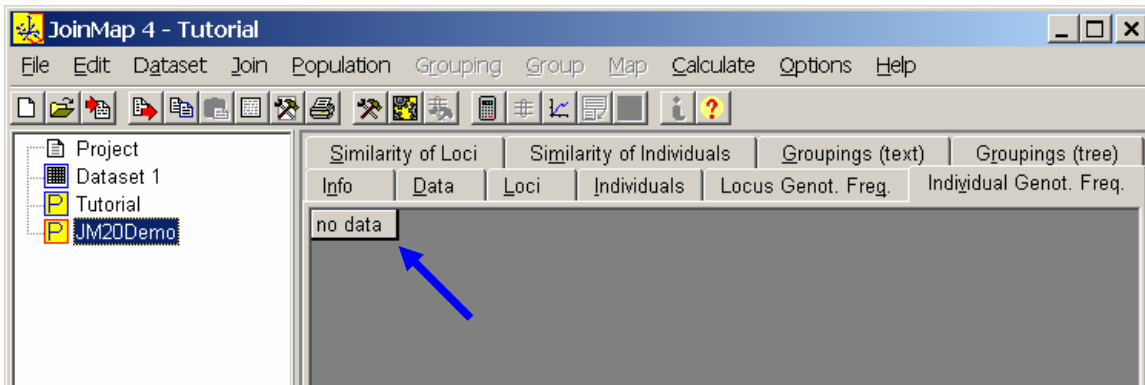 JoinMap 4 - Tutorial
File Edit Dataset Join Population Grouping Group Map Calculate Options Help
Project
Dataset 1
Tutorial
JM20Demo
Similarity of Loci Similarity of Individuals Groupings (text) Groupings (tree)
Info Data Loci Individuals Locus Genot. Freq. Individual Genot. Freq.
no data